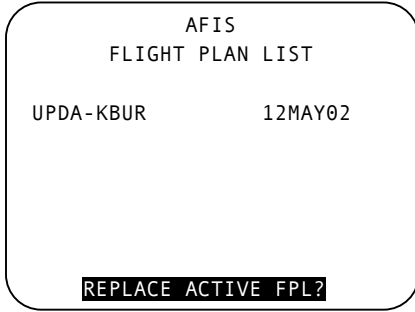 AFIS
FLIGHT PLAN LIST
UPDA-KBUR 12MAY02
REPLACE ACTIVE FPL?